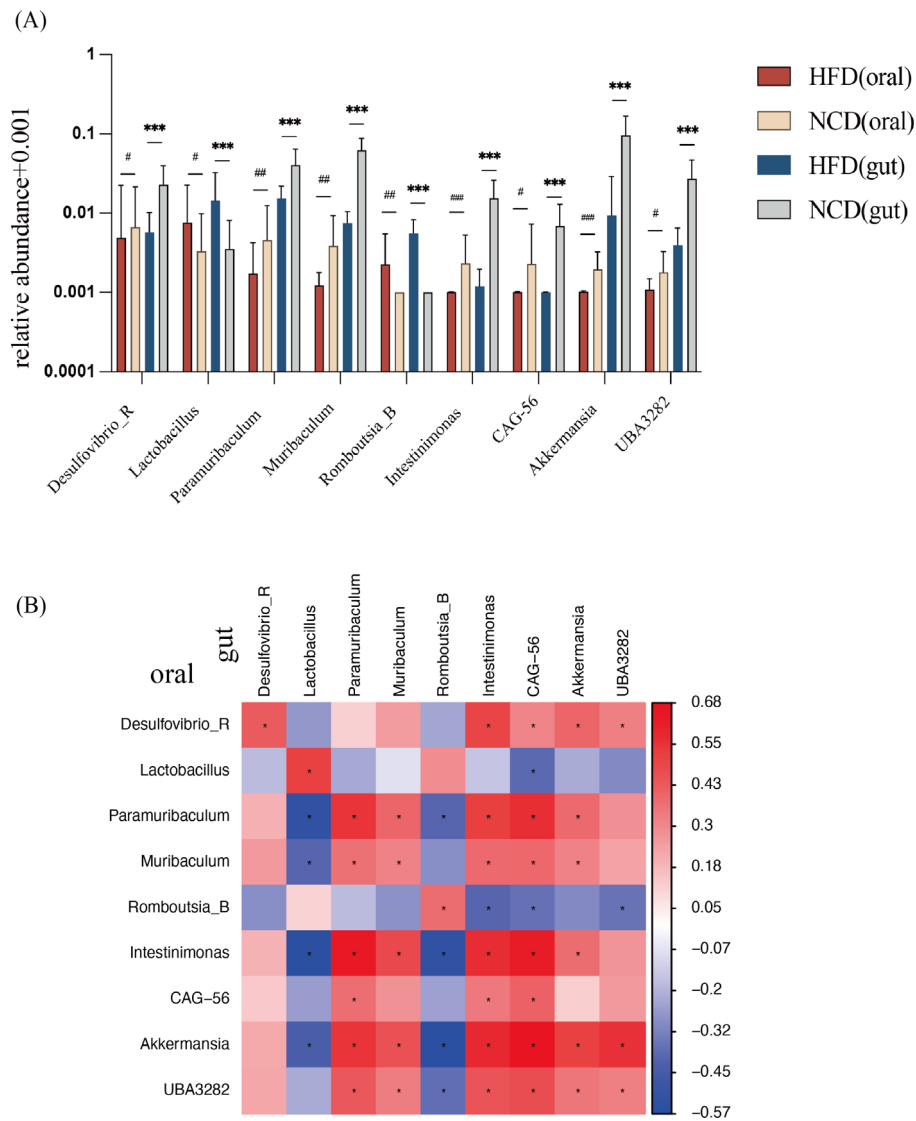 (A)
relative abundance+0.001
1
0.1
0.01
0.001
0.0001
# *** # *** ## *** ## *** ## *** ### *** # *** ### *** # ***
Desulfovibrio_R
Lactobacillus
Paramuribaculum
Muribaculum
Romboutsia_B
Intestinimonas
CAG-56
Akkermansia
UBA3282
HFD(oral)
NCD(oral)
HFD(gut)
NCD(gut)
(B)
oral
gut
Desulfovibrio_R
Lactobacillus
Paramuribaculum
Muribaculum
Romboutsia_B
Intestinimonas
CAG−56
Akkermansia
UBA3282
Desulfovibrio_R * * * * *
Lactobacillus * *
Paramuribaculum * * * * * * *
Muribaculum * * * * * *
Romboutsia_B * * * *
Intestinimonas * * * * * * *
CAG−56 * * *
Akkermansia * * * * * * * *
UBA3282 * * * * * * *
0.68
0.55
0.43
0.3
0.18
0.05
−0.07
−0.2
−0.32
−0.45
−0.57